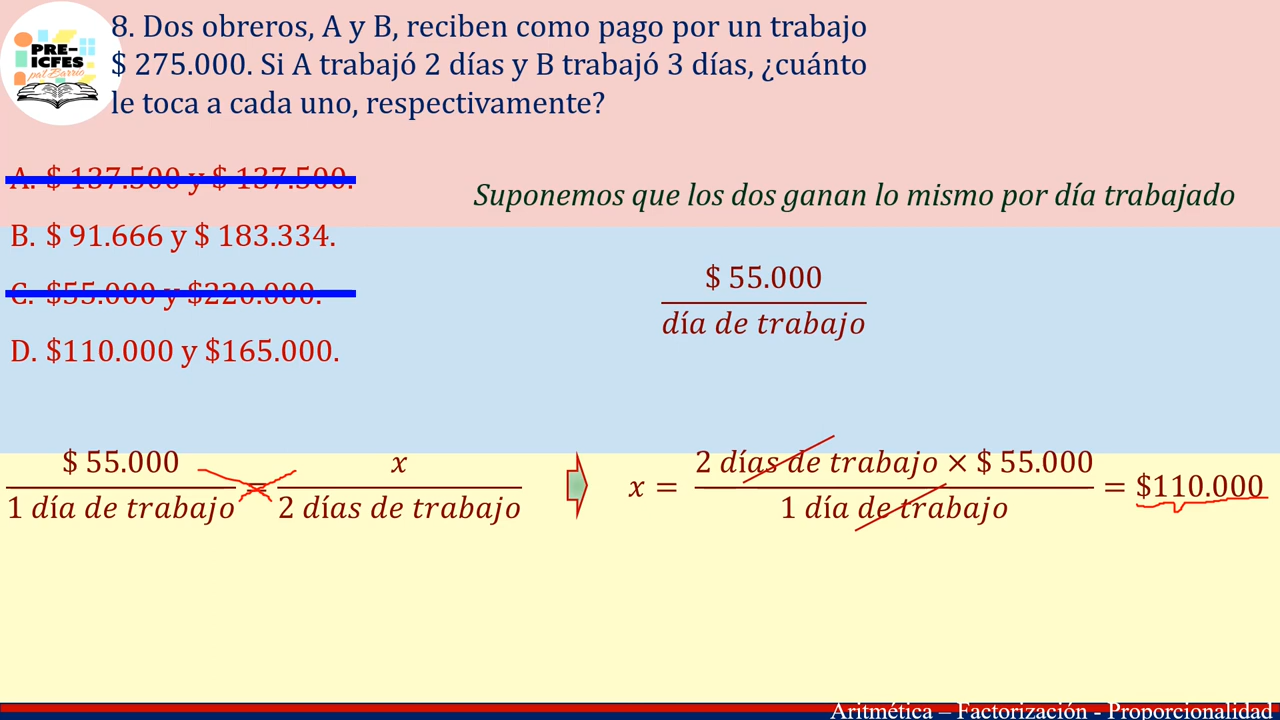 PRE-
ICFES
pat Barrio
8. Dos obreros, A y B, reciben como pago por un trabajo
$ 275.000. Si A trabajó 2 días y B trabajó 3 días, ¿cuánto
le toca a cada uno, respectivamente?
A. $ 137.500 y $ 137.500.
Suponemos que los dos ganan lo mismo por día trabajado
B. $ 91.666 y $ 183.334.
$ 55.000
día de trabajo
C. $55.000 y $220.000.
D. $110.000 y $165.000.
$ 55.000 x 2 días de trabajo × $ 55.000
= x = = $110.000
1 día de trabajo 2 días de trabajo 1 día de trabajo
Aritmética – Factorización - Proporcionalidad